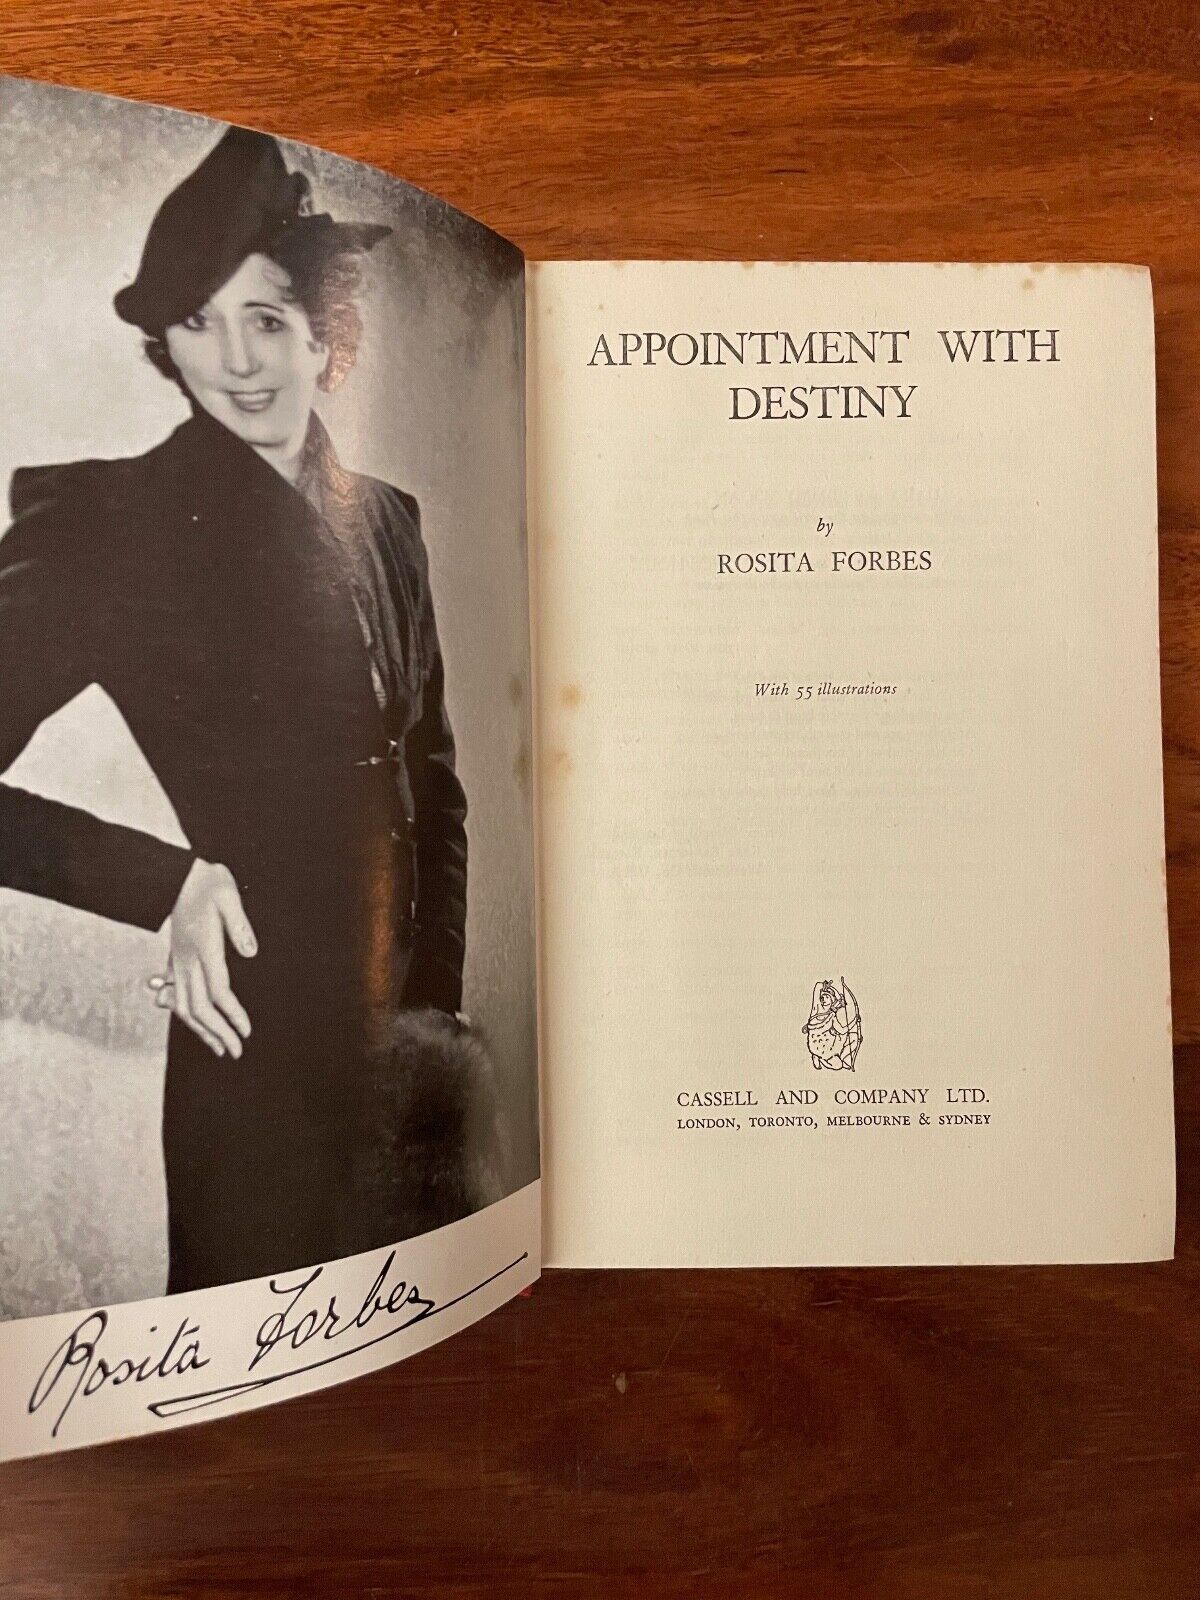 Rosita Forbes
APPOINTMENT WITH
DESTINY
by
ROSITA FORBES
With 55 illustrations
CASSELL AND COMPANY LTD.
LONDON, TORONTO, MELBOURNE & SYDNEY